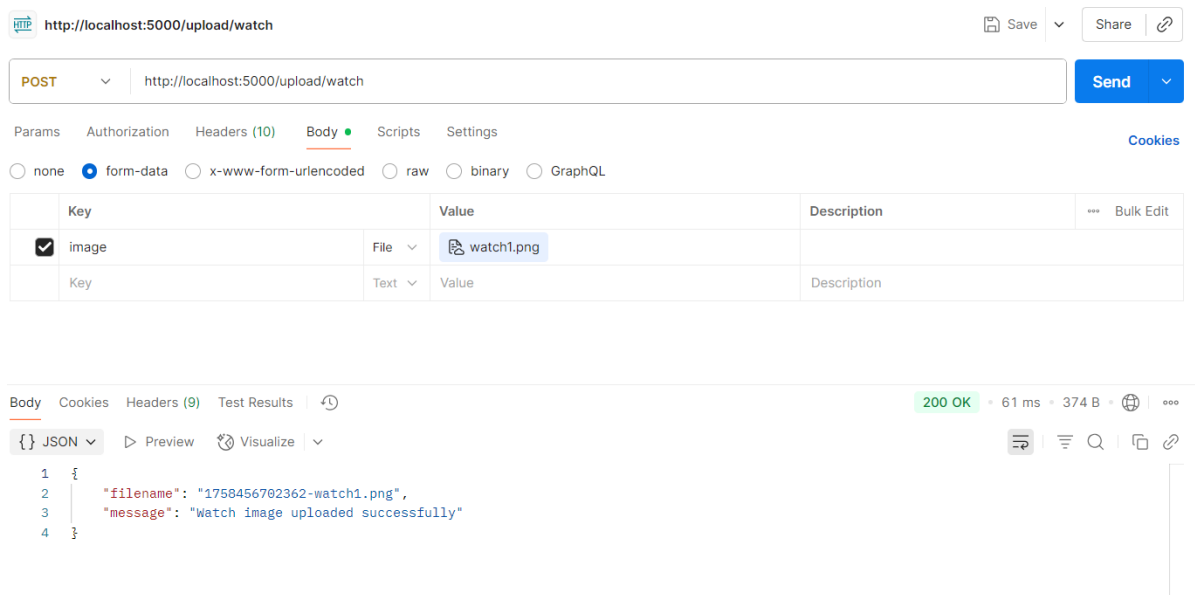 HTTP http://localhost:5000/upload/watch Save Share
POST http://localhost:5000/upload/watch Send
Params Authorization Headers (10) Body Scripts Settings Cookies
none form-data x-www-form-urlencoded raw binary GraphQL
Key Value Description Bulk Edit
image File watch1.png
Key Text Value Description
Body Cookies Headers (9) Test Results 200 OK 61 ms 374 B
{} JSON Preview Visualize
1 {
2 "filename": "1758456702362-watch1.png",
3 "message": "Watch image uploaded successfully"
4 }